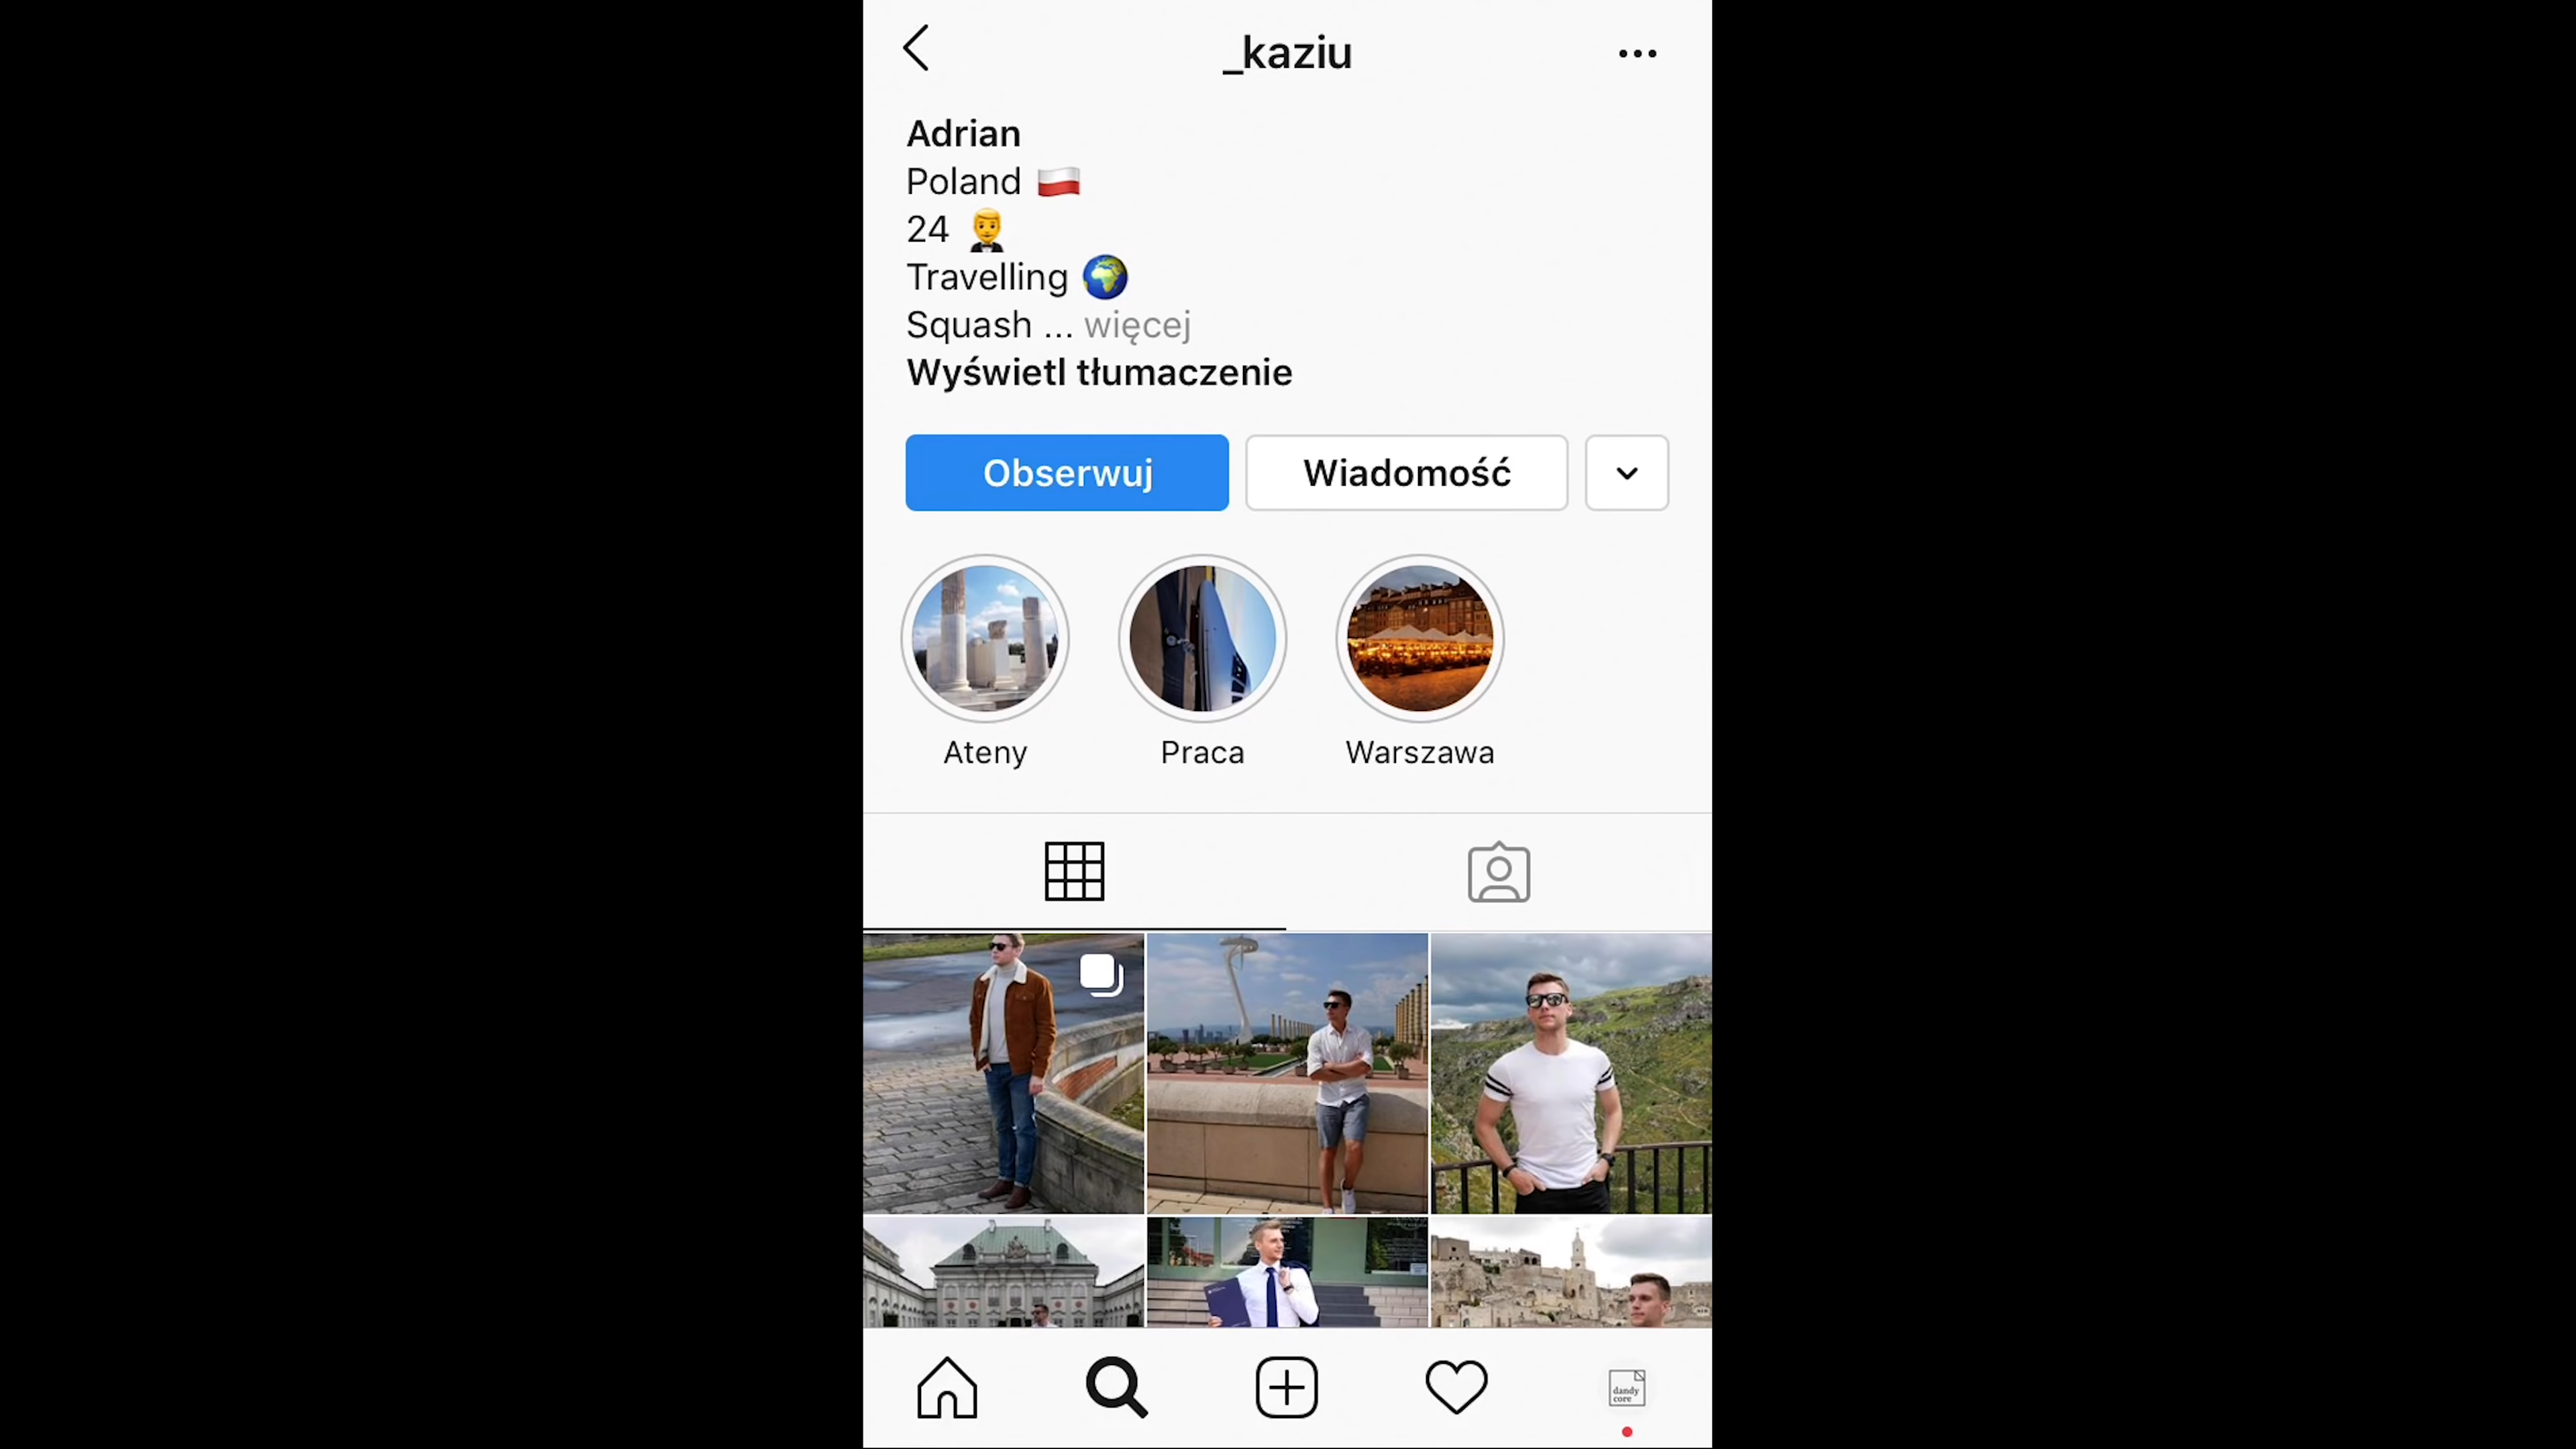 _kaziu
Adrian
Poland 🇵🇱
24 🤵
Travelling 🌍
Squash ... więcej
Wyświetl tłumaczenie
Obserwuj
Wiadomość
Ateny
Praca
Warszawa
dandy
core